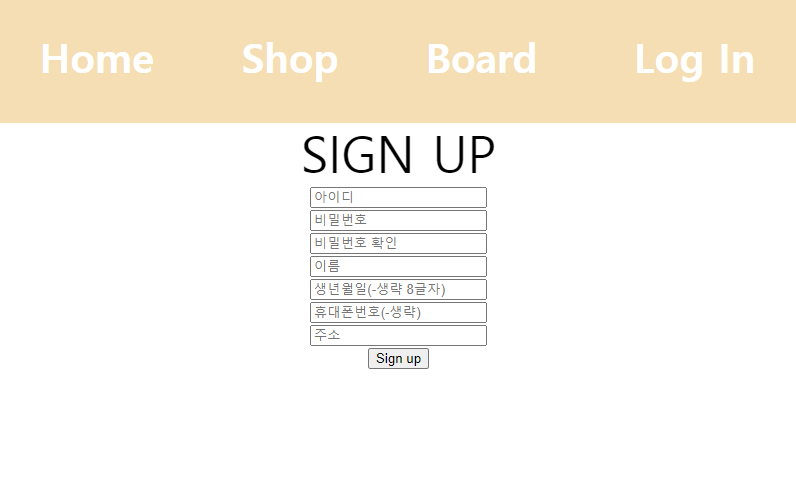 Home Shop Board Log In
SIGN UP
아이디
비밀번호
비밀번호 확인
이름
생년월일(-생략 8글자)
휴대폰번호(-생략)
주소
Sign up